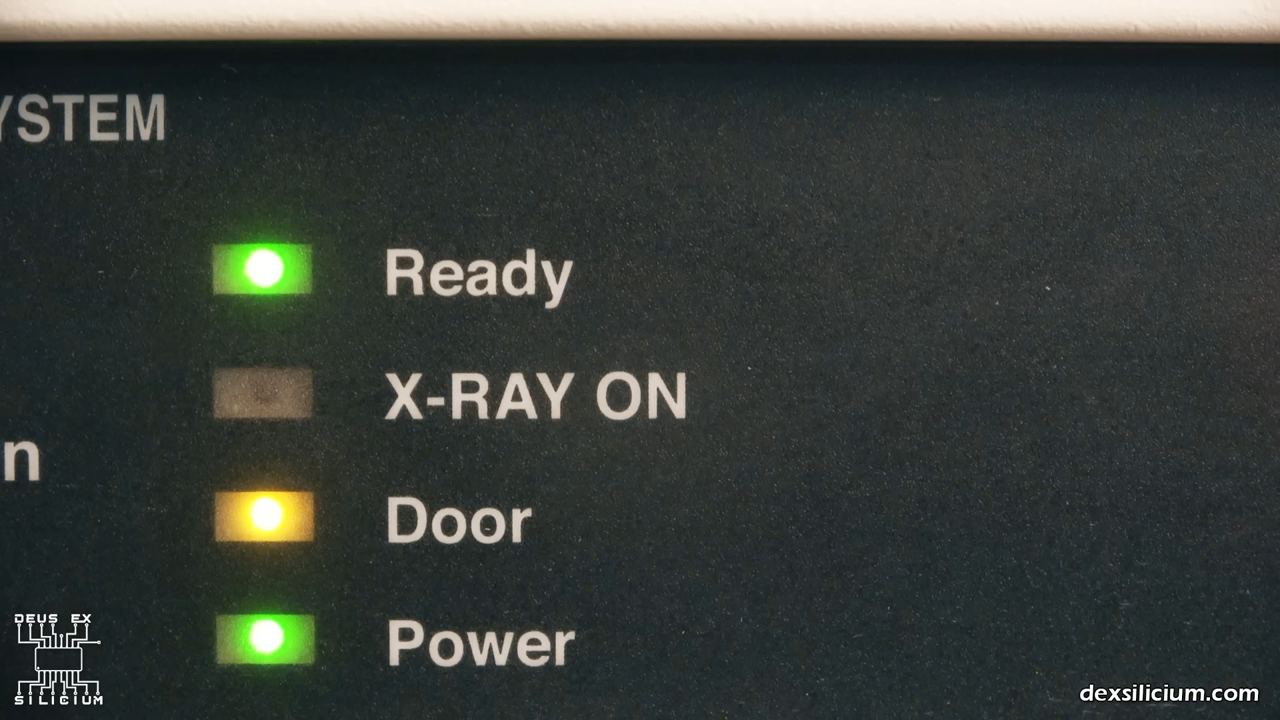 YSTEM
Ready
X-RAY ON
n
Door
Power
DEUS EX
SILICIUM
dexsilicium.com